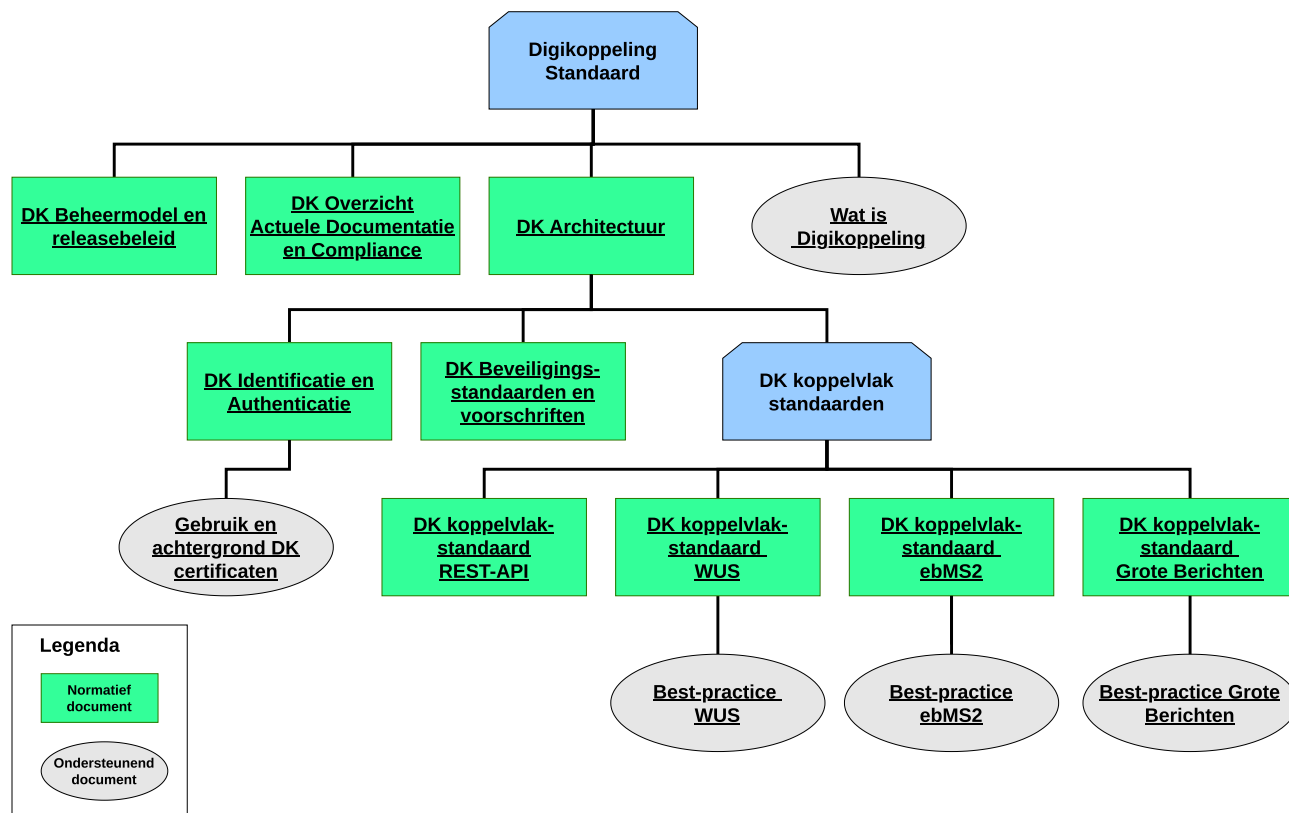 Digikoppeling
Standaard
DK Beheermodel en
releasebeleid
DK Overzicht
Actuele Documentatie
en Compliance
DK Architectuur
Wat is
Digikoppeling
DK Identificatie en
Authenticatie
DK Beveiligings-
standaarden en
voorschriften
DK koppelvlak
standaarden
Gebruik en
achtergrond DK
certificaten
DK koppelvlak-
standaard
REST-API
DK koppelvlak-
standaard
WUS
DK koppelvlak-
standaard
ebMS2
DK koppelvlak-
standaard
Grote Berichten
Best-practice
WUS
Best-practice
ebMS2
Best-practice Grote
Berichten
Legenda
Normatief
document
Ondersteunend
document